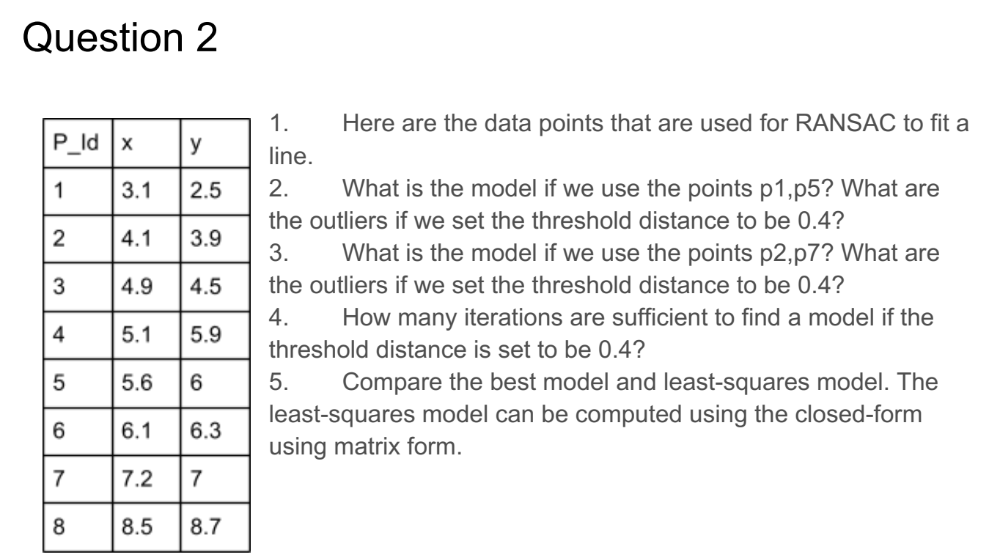 Question 2
P_Id x y
1 3.1 2.5
2 4.1 3.9
3 4.9 4.5
4 5.1 5.9
5 5.6 6
6 6.1 6.3
7 7.2 7
8 8.5 8.7
1. Here are the data points that are used for RANSAC to fit a
line.
2. What is the model if we use the points p1,p5? What are
the outliers if we set the threshold distance to be 0.4?
3. What is the model if we use the points p2,p7? What are
the outliers if we set the threshold distance to be 0.4?
4. How many iterations are sufficient to find a model if the
threshold distance is set to be 0.4?
5. Compare the best model and least-squares model. The
least-squares model can be computed using the closed-form
using matrix form.